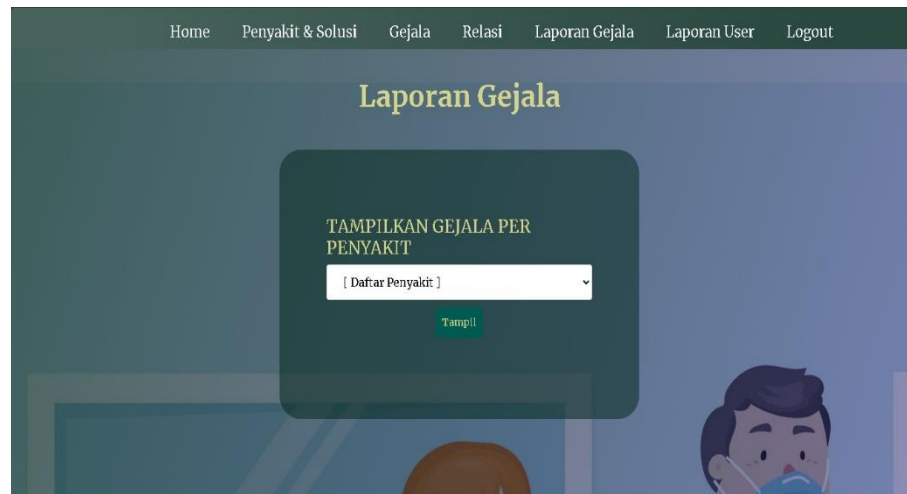 Home Penyakit & Solusi Gejala Relasi Laporan Gejala Laporan User Logout
Laporan Gejala
TAMPILKAN GEJALA PER
PENYAKIT
[ Daftar Penyakit ]
Tampil